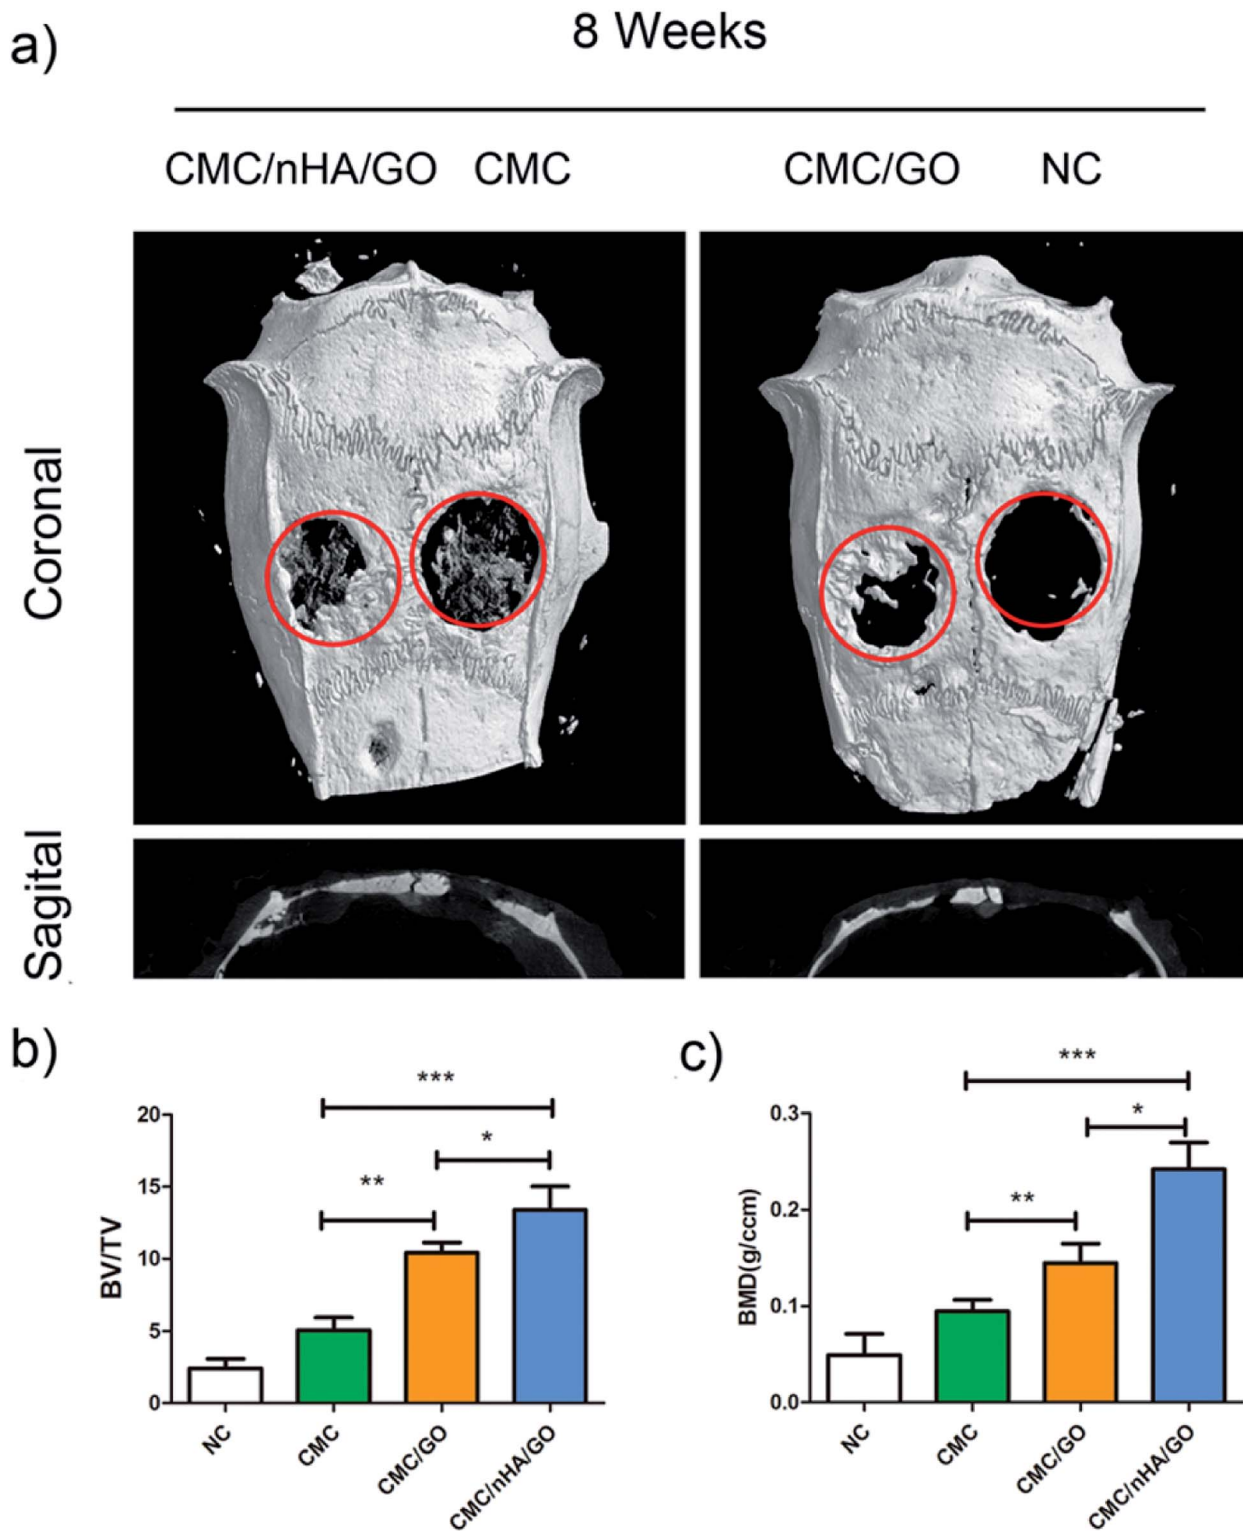 a)
8 Weeks
CMC/nHA/GO CMC
CMC/GO NC
Coronal
Sagital
b)
***
*
**
20
15
10
5
0
BV/TV
NC
CMC
CMC/GO
CMC/nHA/GO
c)
***
*
**
0.3
0.2
0.1
0.0
BMD(g/ccm)
NC
CMC
CMC/GO
CMC/nHA/GO